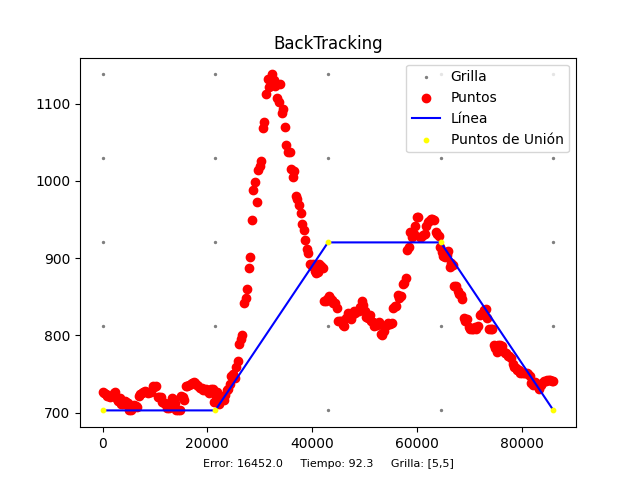 BackTracking
Grilla
Puntos
Línea
Puntos de Unión
1100
1000
900
800
700
0 20000 40000 60000 80000
Error: 16452.0 Tiempo: 92.3 Grilla: [5,5]